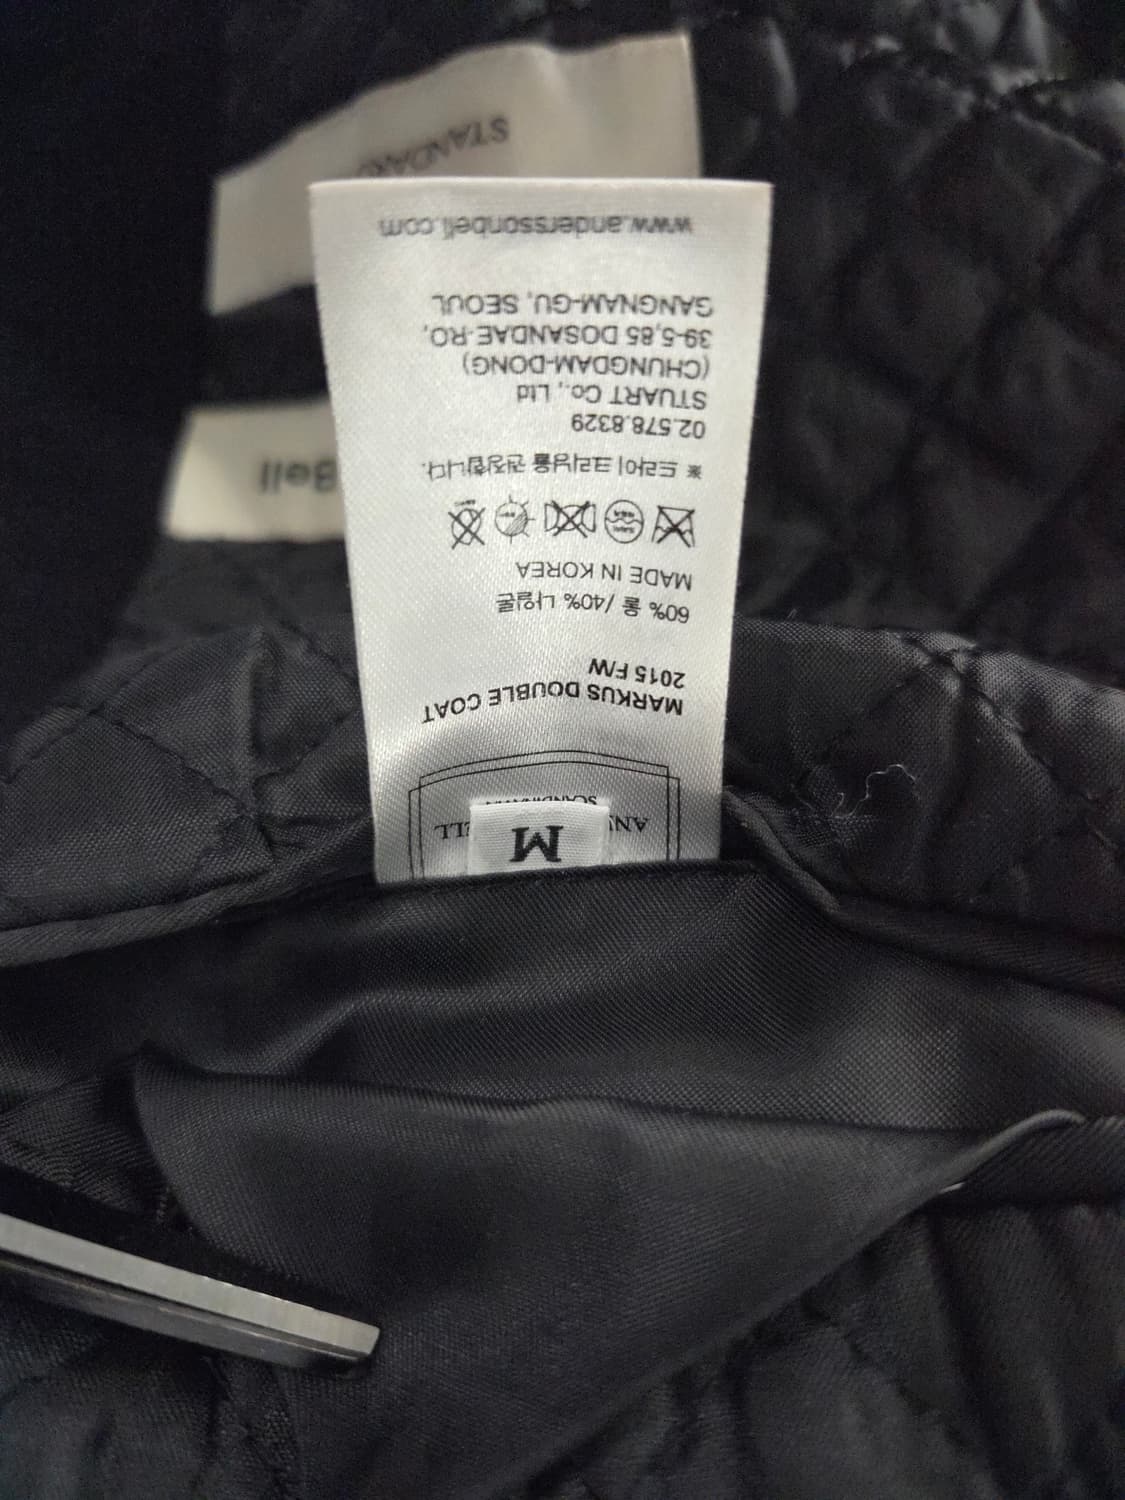 M
MARKUS DOUBLE COAT
2015 F/W
60% 울 /40% 나일론
MADE IN KOREA
※ 드라이 크리닝을 권장합니다.
02.578.8329
STUART Co., Ltd
(CHUNGDAM-DONG)
39-5,85 DOSANDAE-RO,
GANGNAM-GU, SEOUL
www.anderssonbell.com
Bell